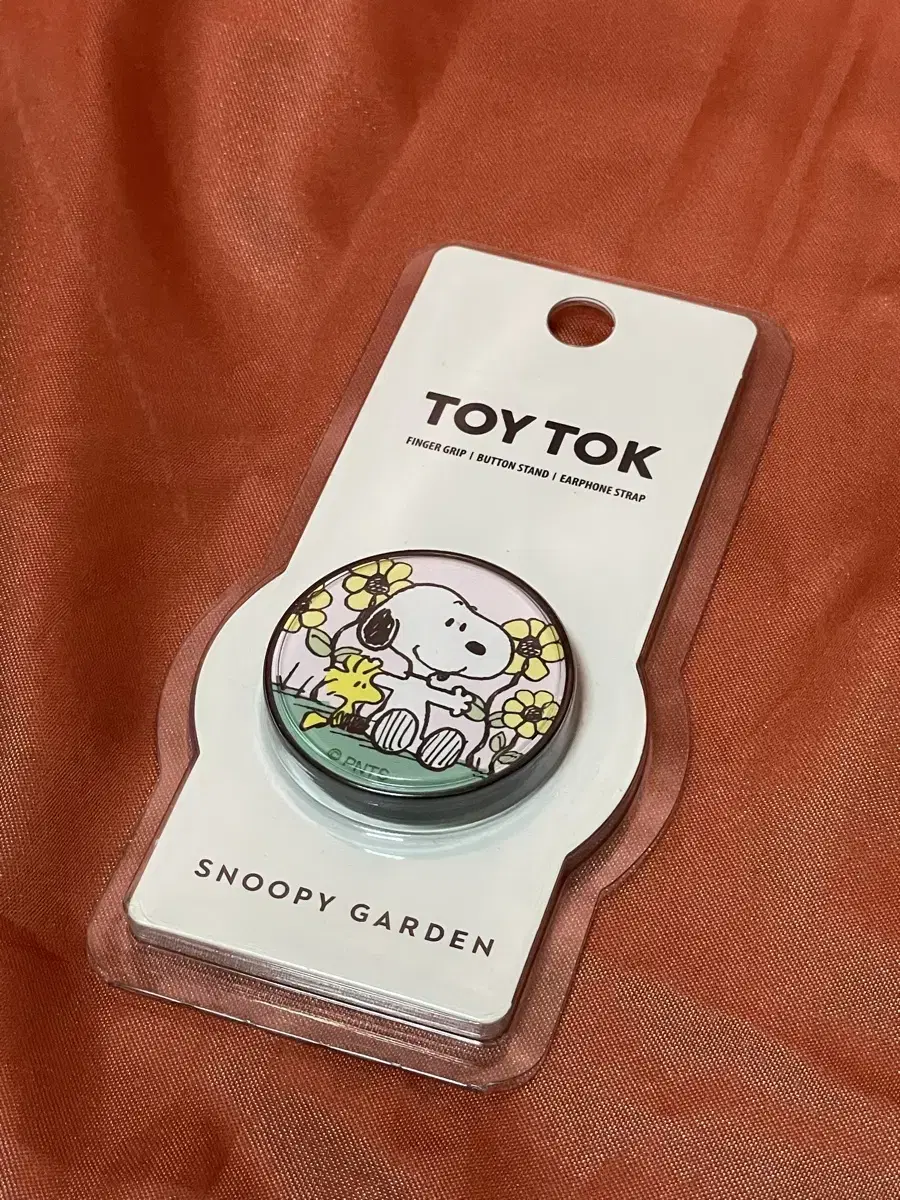 TOY TOK
FINGER GRIP | BUTTON STAND | EARPHONE STRAP
© PNTS
SNOOPY GARDEN